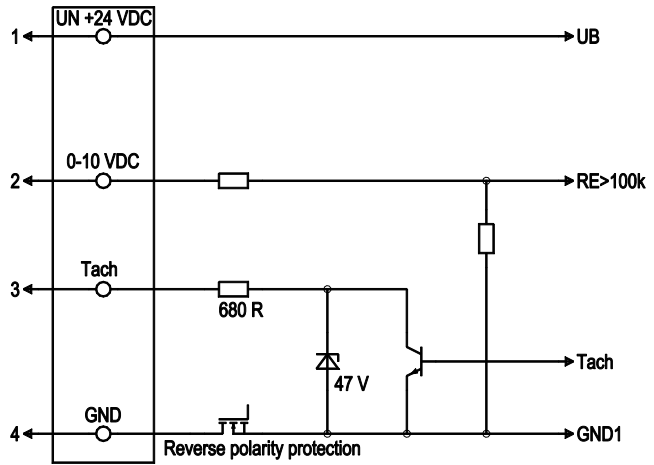 UN +24 VDC
1 UB
0-10 VDC
2 RE>100k
Tach
3
680 R
Tach
47 V
GND
4 GND1
Reverse polarity protection